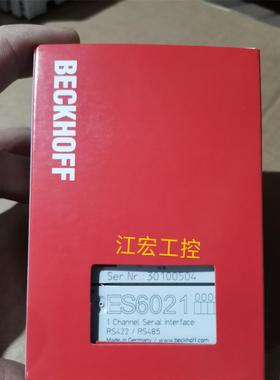 BECKHOFF
江宏工控
Ser.Nr.: 30100504
ES6021
1 Channel Serial Interface
RS422 / RS485
Made in Germany / www.beckhoff.com